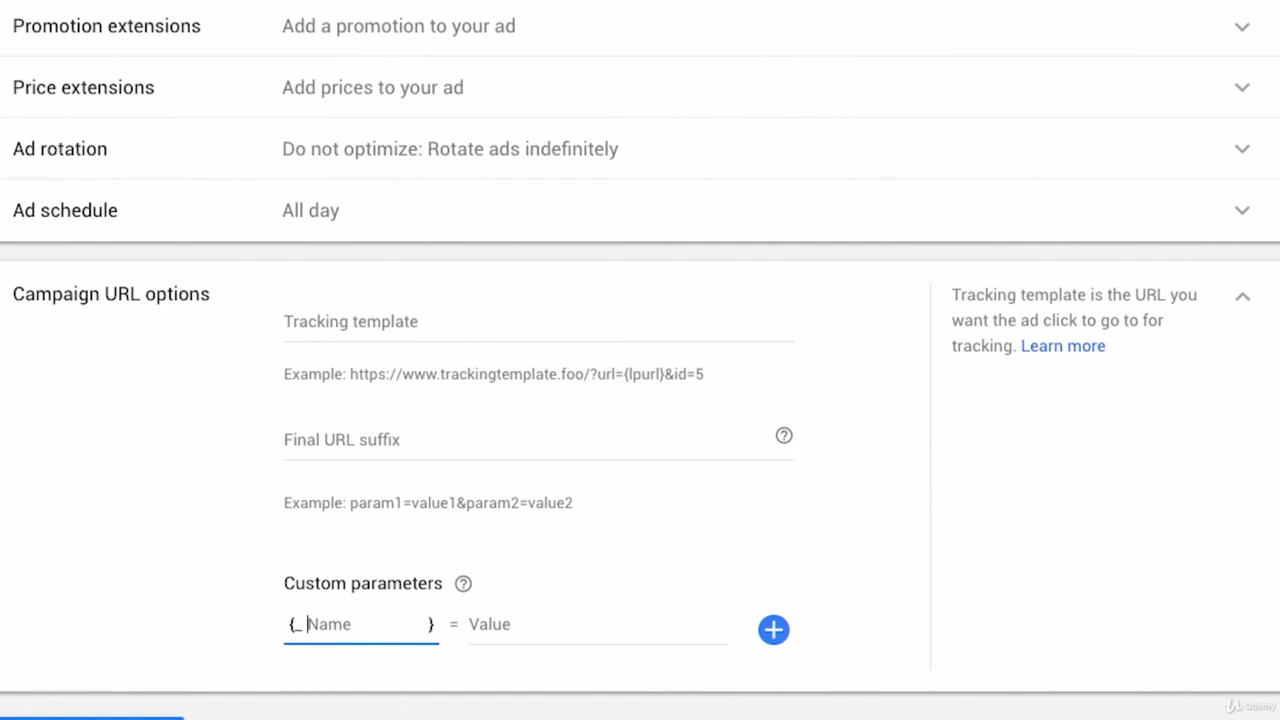 Promotion extensions Add a promotion to your ad
Price extensions Add prices to your ad
Ad rotation Do not optimize: Rotate ads indefinitely
Ad schedule All day
Campaign URL options
Tracking template
Example: https://www.trackingtemplate.foo/?url={lpurl}&id=5
Final URL suffix
Example: param1=value1&param2=value2
Custom parameters
{_ Name } = Value
Tracking template is the URL you
want the ad click to go to for
tracking. Learn more
Udemy